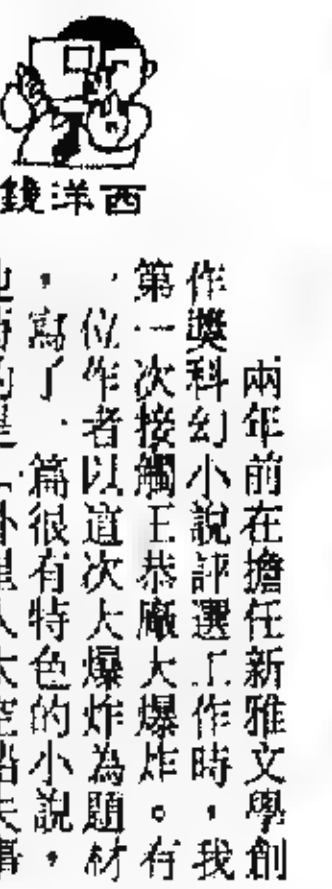 西洋鏡
兩年前在擔任新雅文學創
作獎科幻小說評選工作時，我
第一次接觸王恭廠大爆炸。有
一位作者以這次大爆炸為題材
，寫了一篇很有特色的小說，